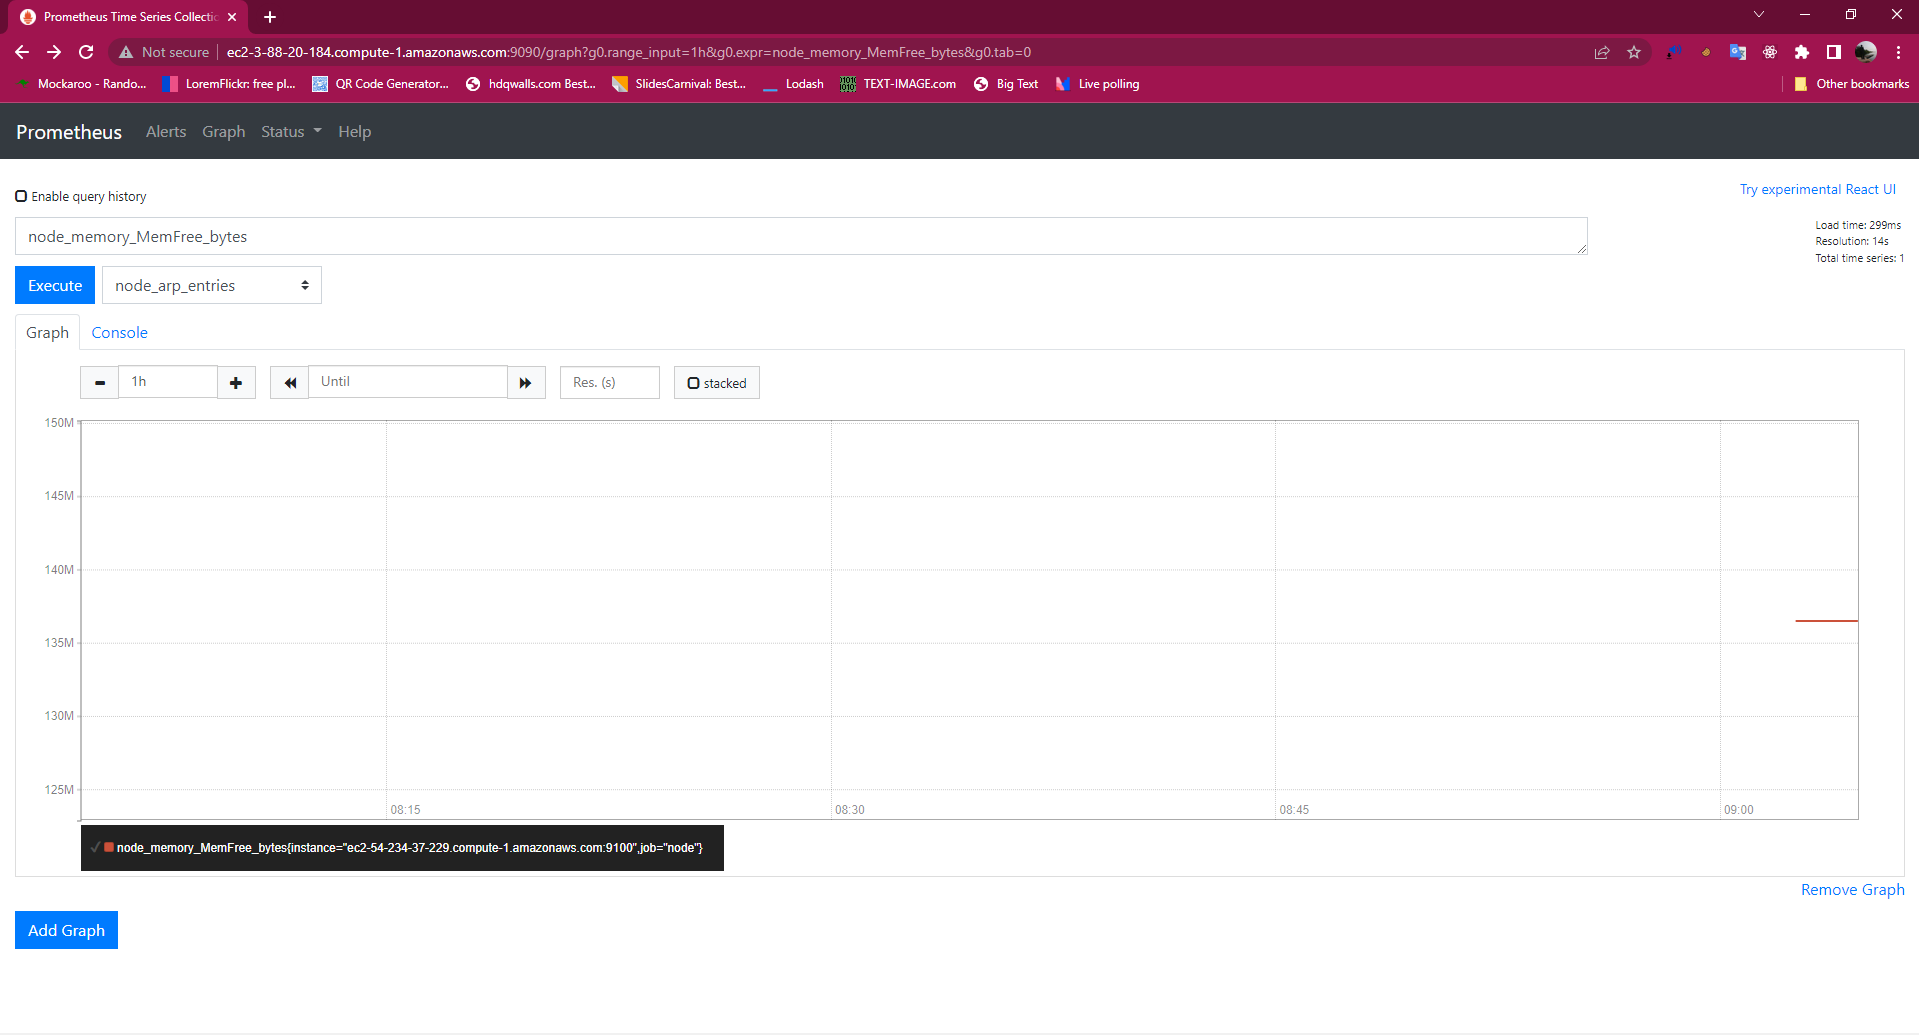 Prometheus Time Series Collectio
Not secure ec2-3-88-20-184.compute-1.amazonaws.com:9090/graph?g0.range_input=1h&g0.expr=node_memory_MemFree_bytes&g0.tab=0
Mockaroo - Rando... LoremFlickr: free pl... QR Code Generator... hdqwalls.com Best... SlidesCarnival: Best... Lodash TEXT-IMAGE.com Big Text Live polling Other bookmarks
Prometheus Alerts Graph Status Help
Enable query history
Try experimental React UI
node_memory_MemFree_bytes
Load time: 299ms
Resolution: 14s
Total time series: 1
Execute node_arp_entries
Graph Console
1h Until Res. (s) stacked
150M
145M
140M
135M
130M
125M
08:15 08:30 08:45 09:00
node_memory_MemFree_bytes{instance="ec2-54-234-37-229.compute-1.amazonaws.com:9100",job="node"}
Remove Graph
Add Graph